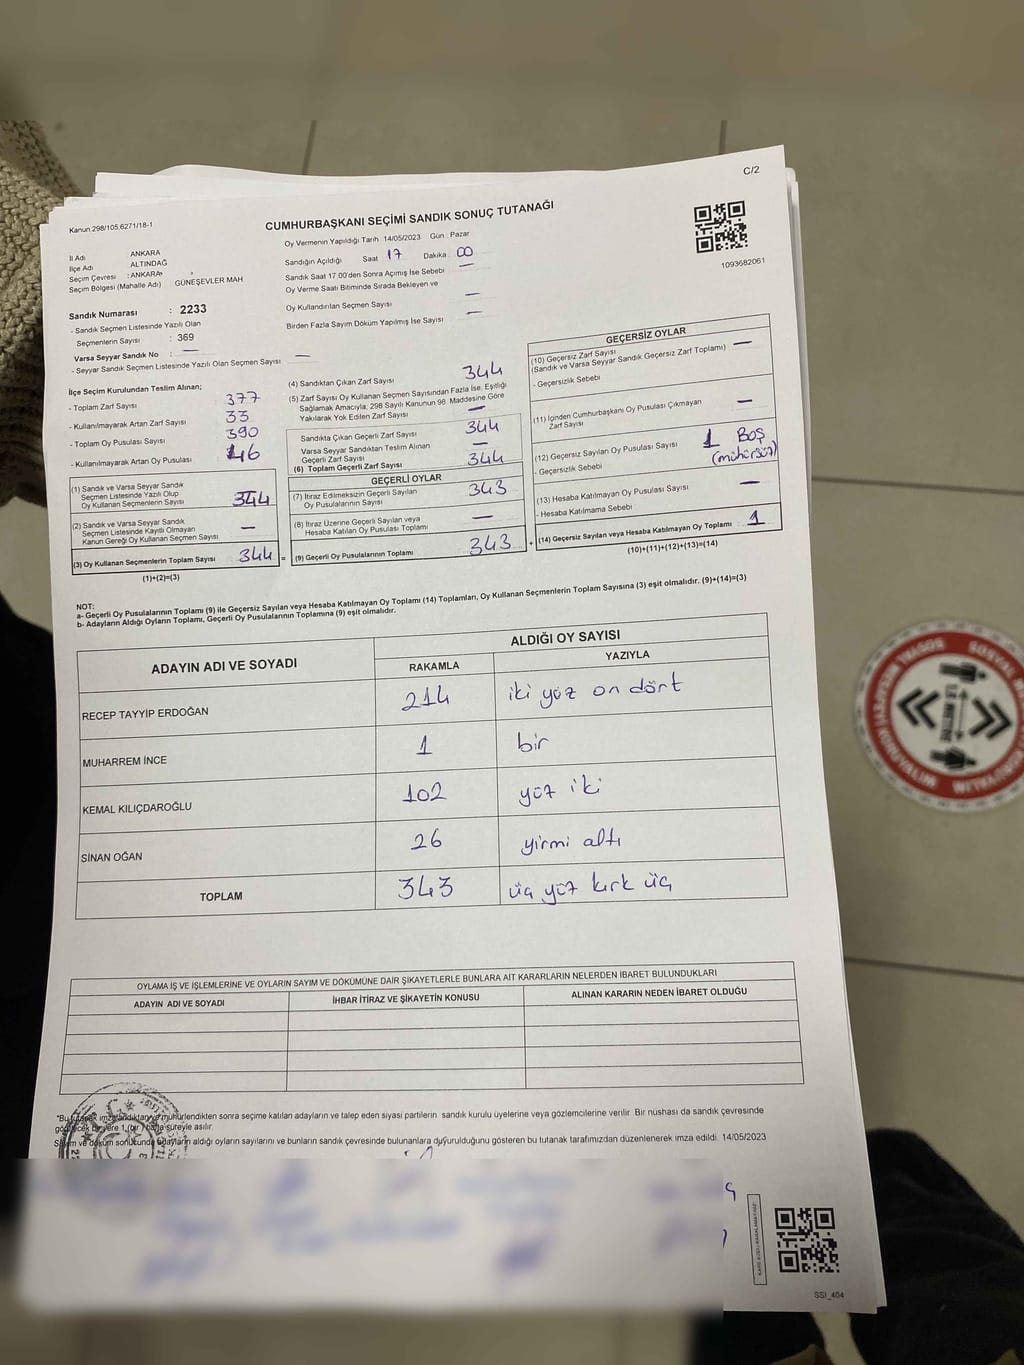 C/2
Kanun 298/105,6271/18-1
CUMHURBAŞKANI SEÇİMİ SANDIK SONUÇ TUTANAĞI
1093682061
İl Adı ANKARA
İlçe Adı ALTINDAĞ
Seçim Çevresi : ANKARA
Seçim Bölgesi (Mahalle Adı) GÜNEŞEVLER MAH
Sandık Numarası : 2233
- Sandık Seçmen Listesinde Yazılı Olan
Seçmenlerin Sayısı : 369
Varsa Seyyar Sandık No : —
- Seyyar Sandık Listesinde Yazılı Olan Seçmen Sayısı —
Oy Vermenin Yapıldığı Tarih 14/05/2023 Gün : Pazar
Sandığın Açıldığı Saat 17 Dakika 00
Sandık Saat 17.00'den Sonra Açımış İse Sebebi —
Oy Verme Saati Bitiminde Sırada Bekleyen ve
Oy Kullandırılan Seçmen Sayısı —
Birden Fazla Sayım Döküm Yapılmış İse Sayısı —
İlçe Seçim Kurulundan Teslim Alınan;
- Toplam Zarf Sayısı 377
- Kullanılmayarak Artan Zarf Sayısı 33
- Toplam Oy Pusulası Sayısı 390
- Kullanılmayarak Artan Oy Pusulası 46
(1) Sandık ve Varsa Seyyar Sandık
Seçmen Listesinde Yazılı Olup
Oy Kullanan Seçmenlerin Sayısı 344
(2) Sandık ve Varsa Seyyar Sandık
Seçmen Listesinde Kayıtlı Olmayan
Kanun Gereği Oy Kullanan Seçmen Sayısı —
(3) Oy Kullanan Seçmenlerin Toplam Sayısı 344 =
(1)+(2)=(3)
(4) Sandıktan Çıkan Zarf Sayısı 344
(5) Zarf Sayısı Oy Kullanan Seçmen Sayısından Fazla İse, Eşitliği
Sağlamak Amacıyla, 298 Sayılı Kanunun 98. Maddesine Göre
Yakılarak Yok Edilen Zarf Sayısı —
Sandıkta Çıkan Geçerli Zarf Sayısı 344
Varsa Seyyar Sandıktan Teslim Alınan
Geçerli Zarf Sayısı —
(6) Toplam Geçerli Zarf Sayısı 344
GEÇERLİ OYLAR
(7) İtiraz Edilmeksizin Geçerli Sayılan
Oy Pusulalarının Sayısı 343
(8) İtiraz Üzerine Geçerli Sayılan veya
Hesaba Katılan Oy Pusulası Toplamı —
(9) Geçerli Oy Pusulalarının Toplamı 343 +
GEÇERSİZ OYLAR
(10) Geçersiz Zarf Sayısı —
(Sandık ve Varsa Seyyar Sandık Geçersiz Zarf Toplamı)
- Geçersizlik Sebebi
(11) İçinden Cumhurbaşkanı Oy Pusulası Çıkmayan
Zarf Sayısı —
(12) Geçersiz Sayılan Oy Pusulası Sayısı 1 BOŞ
- Geçersizlik Sebebi (mühürsüz)
(13) Hesaba Katılmayan Oy Pusulası Sayısı —
- Hesaba Katılmama Sebebi
(14) Geçersiz Sayılan veya Hesaba Katılmayan Oy Toplamı : 1
(10)+(11)+(12)+(13)=(14)
NOT:
a- Geçerli Oy Pusulalarının Toplamı (9) ile Geçersiz Sayılan veya Hesaba Katılmayan Oy Toplamı (14) Toplamları, Oy Kullanan Seçmenlerin Toplam Sayısına (3) eşit olmalıdır. (9)+(14)=(3)
b- Adayların Aldığı Oyların Toplamı, Geçerli Oy Pusulalarının Toplamına (9) eşit olmalıdır.
ADAYIN ADI VE SOYADI ALDIĞI OY SAYISI
RAKAMLA YAZIYLA
RECEP TAYYİP ERDOĞAN 214 iki yüz on dört
MUHARREM İNCE 1 bir
KEMAL KILIÇDAROĞLU 102 yüz iki
SİNAN OĞAN 26 yirmi altı
TOPLAM 343 üç yüz kırk üç
OYLAMA İŞ VE İŞLEMLERİNE VE OYLARIN SAYIM VE DÖKÜMÜNE DAİR ŞİKAYETLERLE BUNLARA AİT KARARLARIN NELERDEN İBARET BULUNDUKLARI
ADAYIN ADI VE SOYADI İHBAR İTİRAZ VE ŞİKAYETİN KONUSU ALINAN KARARIN NEDEN İBARET OLDUĞU
*Bu tutanak imzalandıktan ve mühürlendikten sonra seçime katılan adayların ve talep eden siyasi partilerin sandık kurulu üyelerine veya gözlemcilerine verilir. Bir nüshası da sandık çevresinde
bir yere 1 (bir) hafta süreyle asılır.
Sayım ve döküm sonucunda adayların aldığı oyların sayılarını ve bunların sandık çevresinde bulunanlara duyurulduğunu gösteren bu tutanak tarafımızdan düzenlenerek imza edildi. 14/05/2023
SSI_404
SOSYAL MESAFEYİ KORUYALIM
1,5 METRE